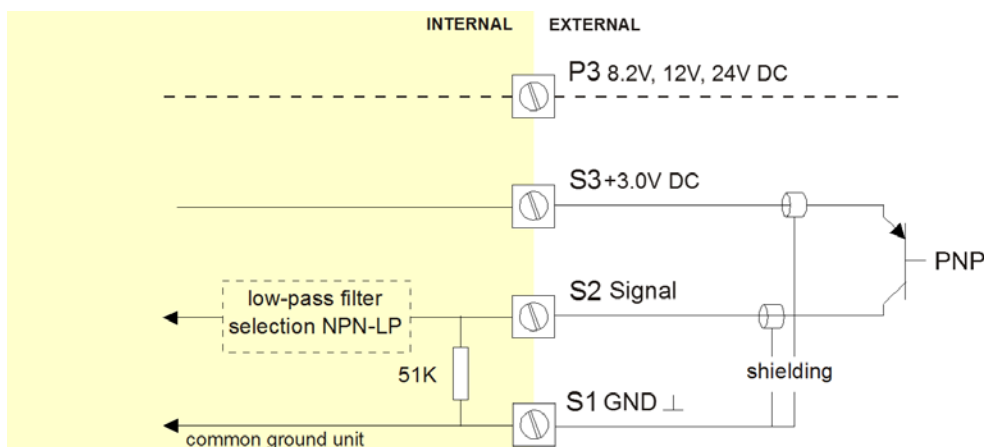 INTERNAL EXTERNAL
P3 8.2V, 12V, 24V DC
S3 +3.0V DC
PNP
low-pass filter
selection NPN-LP
S2 Signal
51K
shielding
S1 GND ⊥
common ground unit